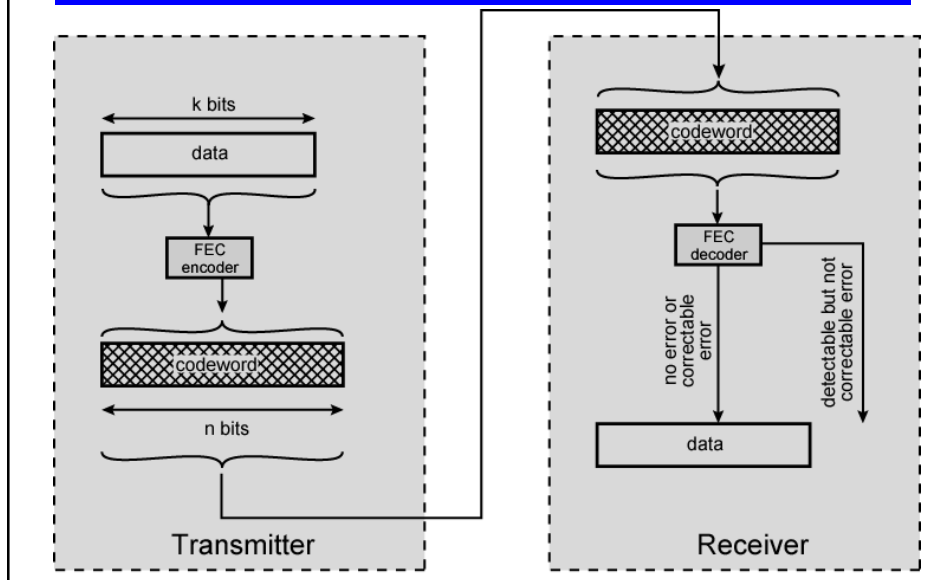 k bits
data
FEC
encoder
codeword
n bits
Transmitter
codeword
FEC
decoder
no error or
correctable
error
detectable but not
correctable error
data
Receiver